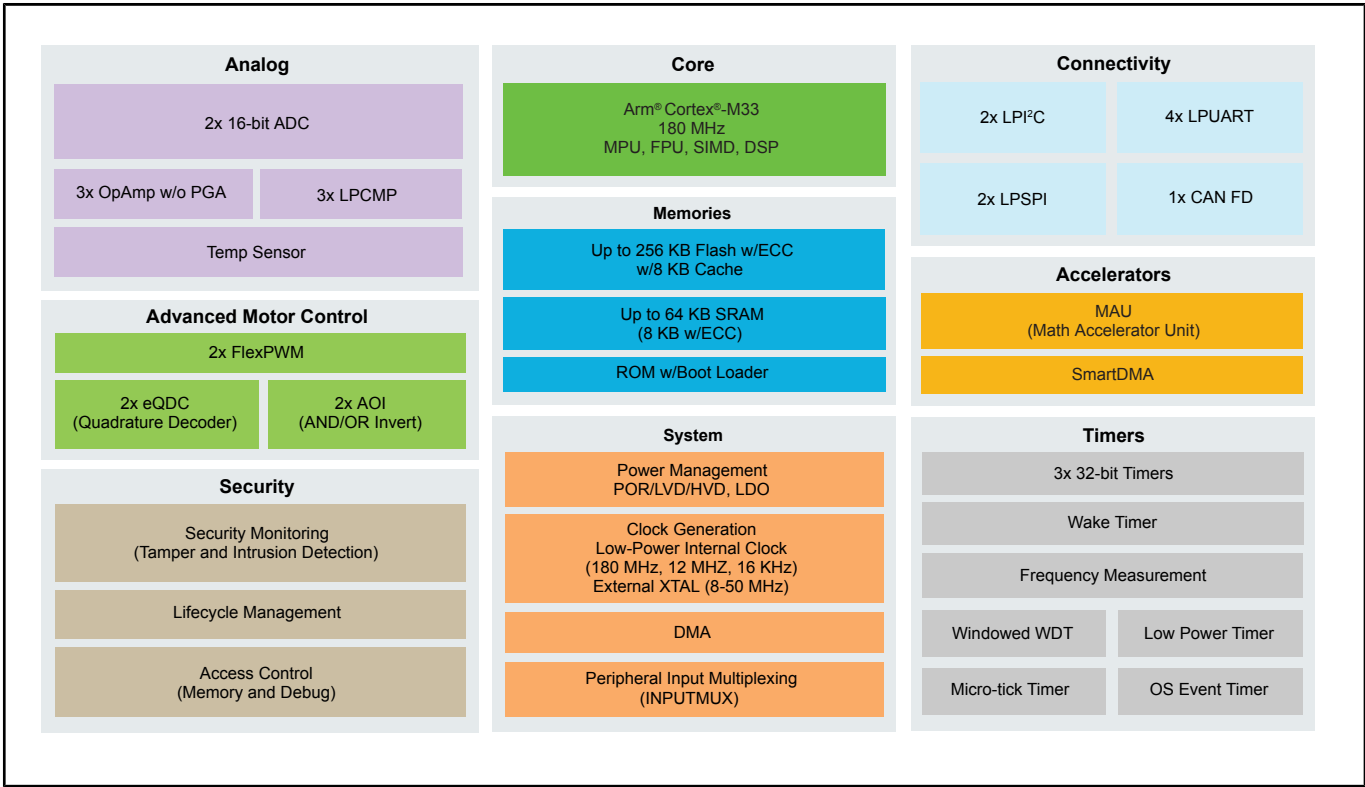 Analog
2x 16-bit ADC
3x OpAmp w/o PGA
3x LPCMP
Temp Sensor
Advanced Motor Control
2x FlexPWM
2x eQDC
(Quadrature Decoder)
2x AOI
(AND/OR Invert)
Security
Security Monitoring
(Tamper and Intrusion Detection)
Lifecycle Management
Access Control
(Memory and Debug)
Core
Arm® Cortex®-M33
180 MHz
MPU, FPU, SIMD, DSP
Memories
Up to 256 KB Flash w/ECC
w/8 KB Cache
Up to 64 KB SRAM
(8 KB w/ECC)
ROM w/Boot Loader
System
Power Management
POR/LVD/HVD, LDO
Clock Generation
Low-Power Internal Clock
(180 MHz, 12 MHZ, 16 KHz)
External XTAL (8-50 MHz)
DMA
Peripheral Input Multiplexing
(INPUTMUX)
Connectivity
2x LPI²C
4x LPUART
2x LPSPI
1x CAN FD
Accelerators
MAU
(Math Accelerator Unit)
SmartDMA
Timers
3x 32-bit Timers
Wake Timer
Frequency Measurement
Windowed WDT
Low Power Timer
Micro-tick Timer
OS Event Timer